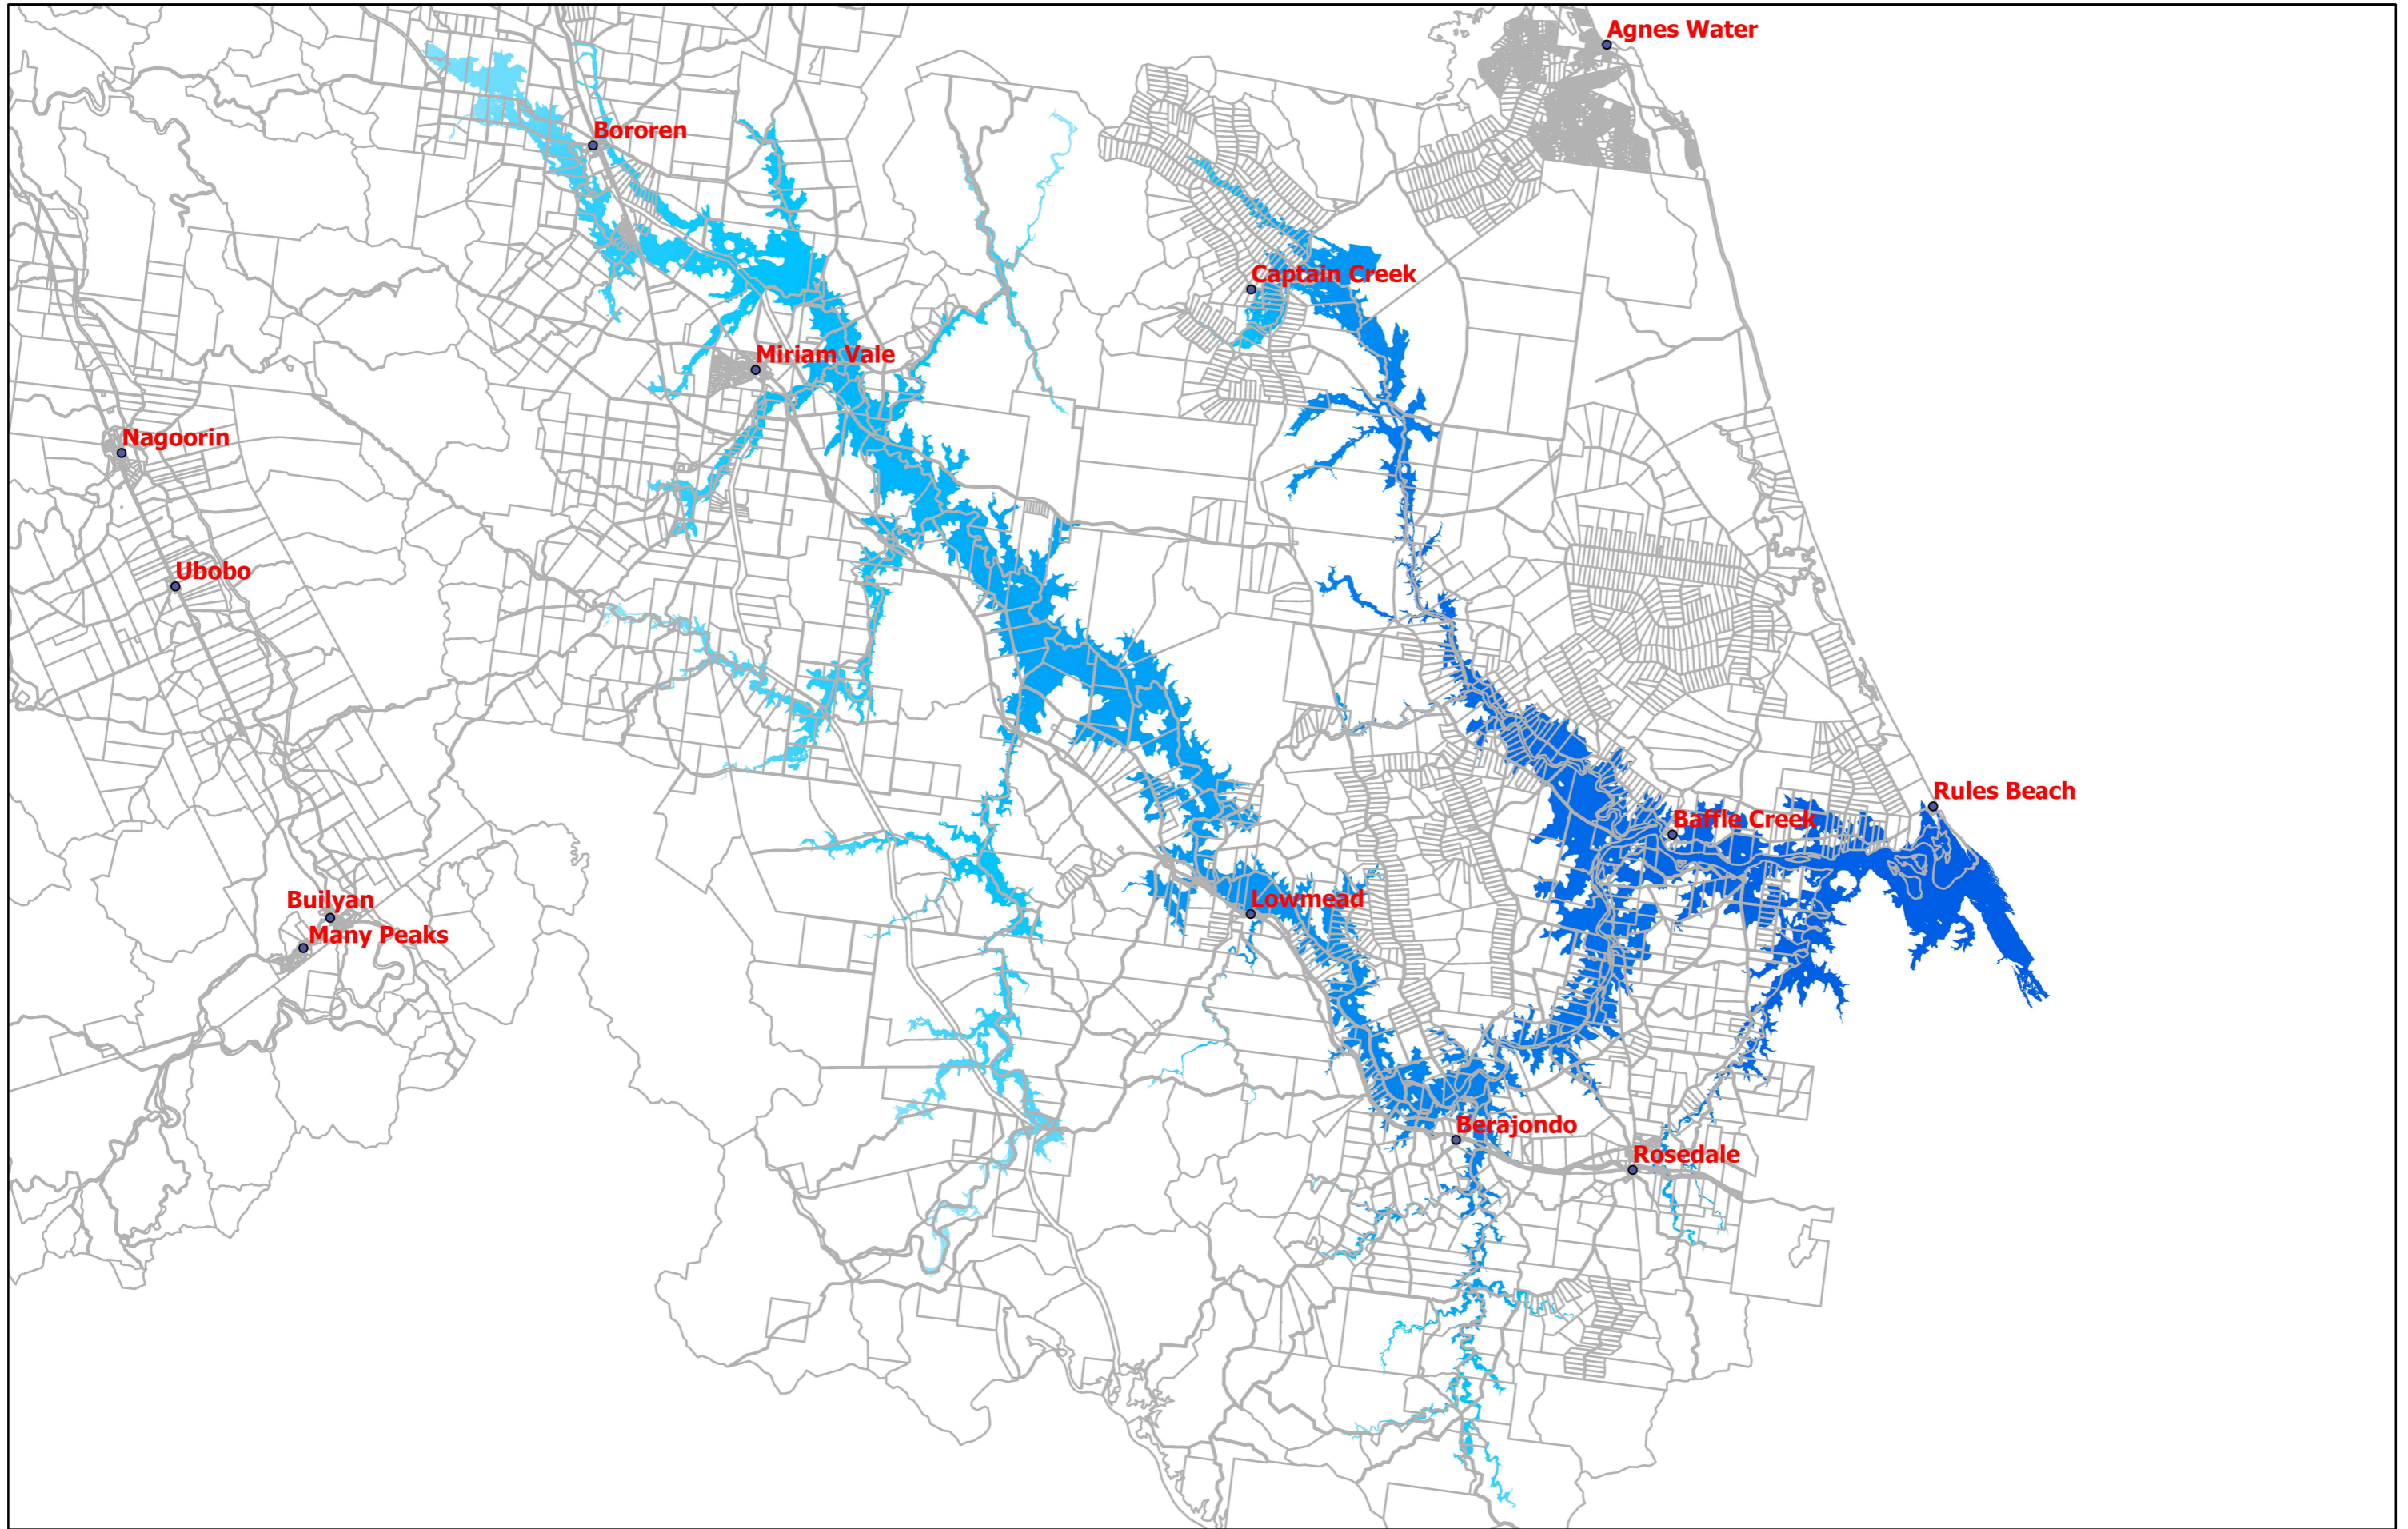 Agnes Water
Bororen
Captain Creek
Miriam Vale
Nagoorin
Ubobo
Rules Beach
Baffle Creek
Builyan
Lowmead
Many Peaks
Berajondo
Rosedale